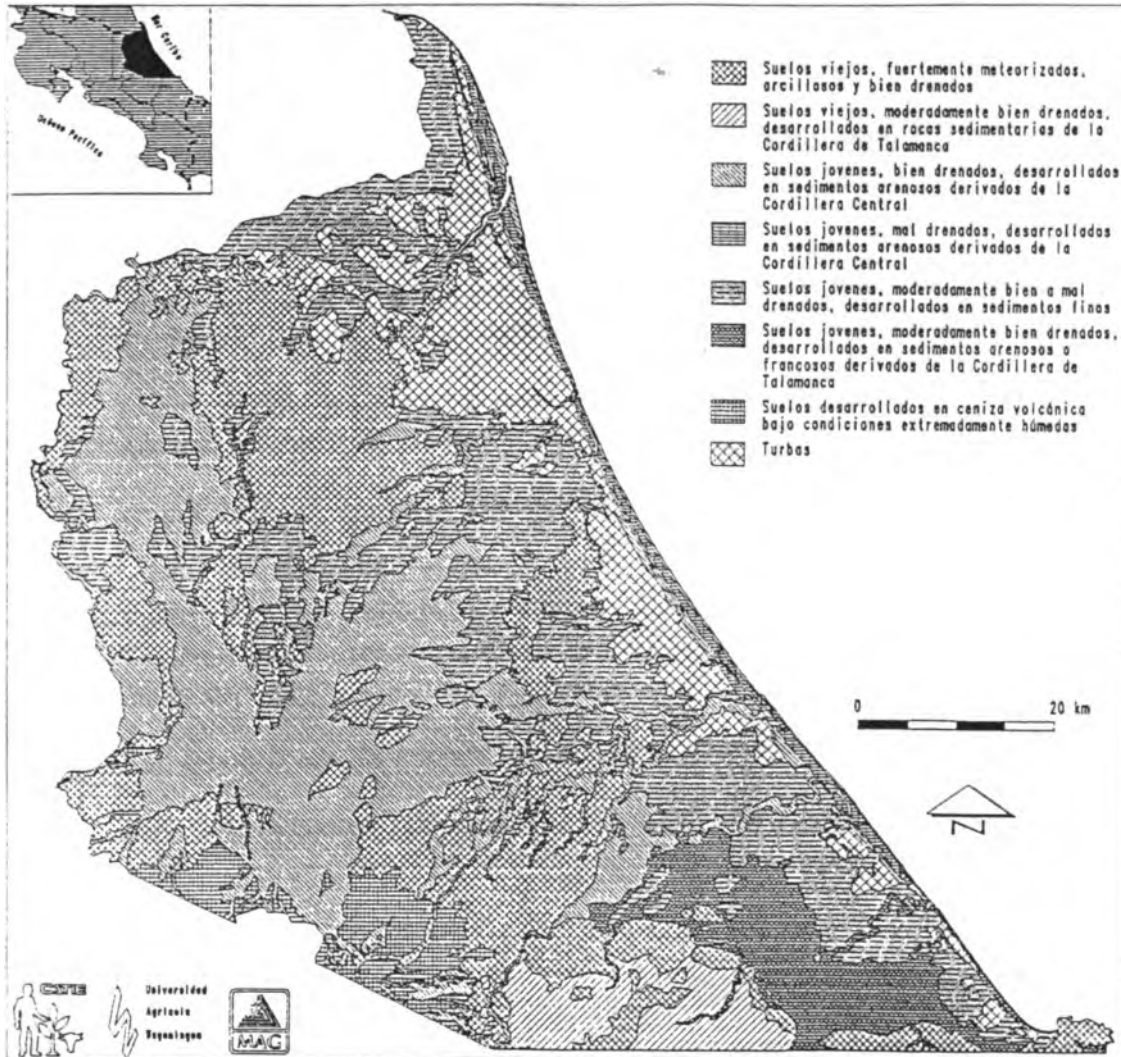 Mar Caribe
Océano Pacífico
Suelos viejos, fuertemente meteorizados,
arcillosos y bien drenados
Suelos viejos, moderadamente bien drenados,
desarrollados en rocas sedimentarias de la
Cordillera de Talamanca
Suelos jovenes, bien drenados, desarrollados
en sedimentos arenosos derivados de la
Cordillera Central
Suelos jovenes, mal drenados, desarrollados
en sedimentos arenosos derivados de la
Cordillera Central
Suelos jovenes, moderadamente bien a mal
drenados, desarrollados en sedimentos finos
Suelos jovenes, moderadamente bien drenados,
desarrollados en sedimentos arenosos o
francosos derivados de la Cordillera de
Talamanca
Suelos desarrollados en ceniza volcánica
bajo condiciones extremadamente húmedas
Turbas
0 20 km
N
Universidad
Agricola
Wageningen
MAG